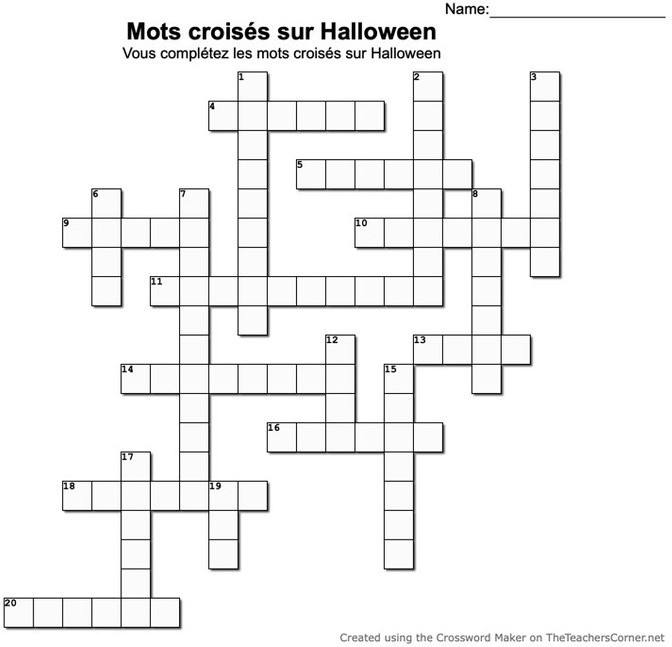 Name:
Mots croisés sur Halloween
Vous complétez les mots croisés sur Halloween
1 2 3
4
5
6 7 8
9 10
11
12 13
14 15
16
17
18 19
20
Created using the Crossword Maker on TheTeachersCorner.net